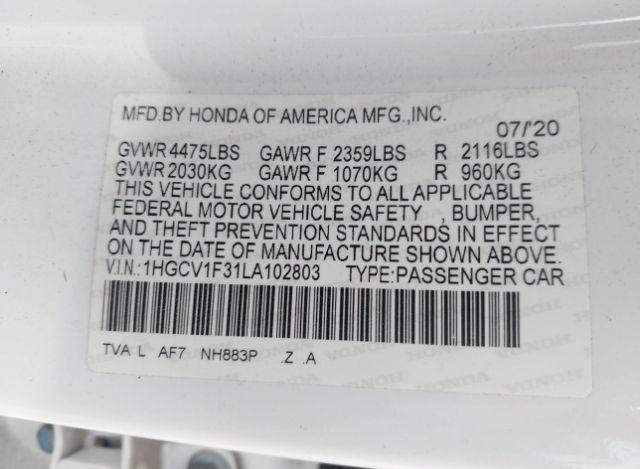 MFD.BY HONDA OF AMERICA MFG.,INC.
07/'20
GVWR 4475LBS GAWR F 2359LBS R 2116LBS
GVWR 2030KG GAWR F 1070KG R 960KG
THIS VEHICLE CONFORMS TO ALL APPLICABLE
FEDERAL MOTOR VEHICLE SAFETY , BUMPER,
AND THEFT PREVENTION STANDARDS IN EFFECT
ON THE DATE OF MANUFACTURE SHOWN ABOVE.
V.I.N.:1HGCV1F31LA102803 TYPE:PASSENGER CAR
TVA L AF7 NH883P .Z .A